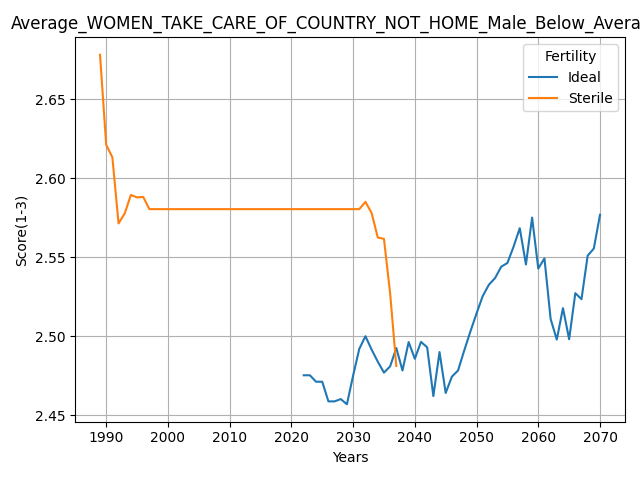 Average_WOMEN_TAKE_CARE_OF_COUNTRY_NOT_HOME_Male_Below_Avera
Fertility
Ideal
Sterile
Score(1-3)
2.65
2.60
2.55
2.50
2.45
1990 2000 2010 2020 2030 2040 2050 2060 2070
Years